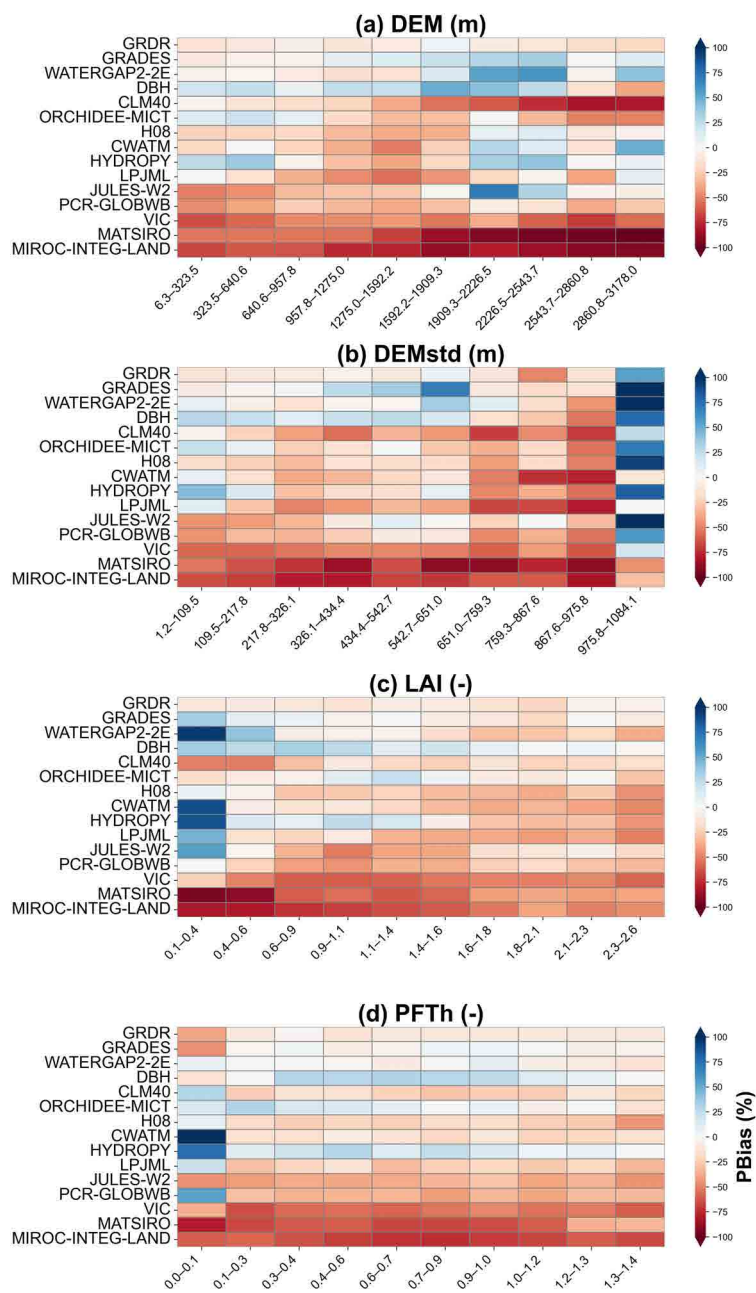 (a) DEM (m)
GRDR
GRADES
WATERGAP2-2E
DBH
CLM40
ORCHIDEE-MICT
H08
CWATM
HYDROPY
LPJML
JULES-W2
PCR-GLOBWB
VIC
MATSIRO
MIROC-INTEG-LAND
6.3–323.5
323.5–640.6
640.6–957.8
957.8–1275.0
1275.0–1592.2
1592.2–1909.3
1909.3–2226.5
2226.5–2543.7
2543.7–2860.8
2860.8–3178.0
100
75
50
25
0
−25
−50
−75
−100
(b) DEMstd (m)
GRDR
GRADES
WATERGAP2-2E
DBH
CLM40
ORCHIDEE-MICT
H08
CWATM
HYDROPY
LPJML
JULES-W2
PCR-GLOBWB
VIC
MATSIRO
MIROC-INTEG-LAND
1.2–109.5
109.5–217.8
217.8–326.1
326.1–434.4
434.4–542.7
542.7–651.0
651.0–759.3
759.3–867.6
867.6–975.8
975.8–1084.1
100
75
50
25
0
−25
−50
−75
−100
(c) LAI (-)
GRDR
GRADES
WATERGAP2-2E
DBH
CLM40
ORCHIDEE-MICT
H08
CWATM
HYDROPY
LPJML
JULES-W2
PCR-GLOBWB
VIC
MATSIRO
MIROC-INTEG-LAND
0.1–0.4
0.4–0.6
0.6–0.9
0.9–1.1
1.1–1.4
1.4–1.6
1.6–1.8
1.8–2.1
2.1–2.3
2.3–2.6
100
75
50
25
0
−25
−50
−75
−100
(d) PFTh (-)
GRDR
GRADES
WATERGAP2-2E
DBH
CLM40
ORCHIDEE-MICT
H08
CWATM
HYDROPY
LPJML
JULES-W2
PCR-GLOBWB
VIC
MATSIRO
MIROC-INTEG-LAND
0.0–0.1
0.1–0.3
0.3–0.4
0.4–0.6
0.6–0.7
0.7–0.9
0.9–1.0
1.0–1.2
1.2–1.3
1.3–1.4
100
75
50
25
0
−25
−50
−75
−100
PBias (%)